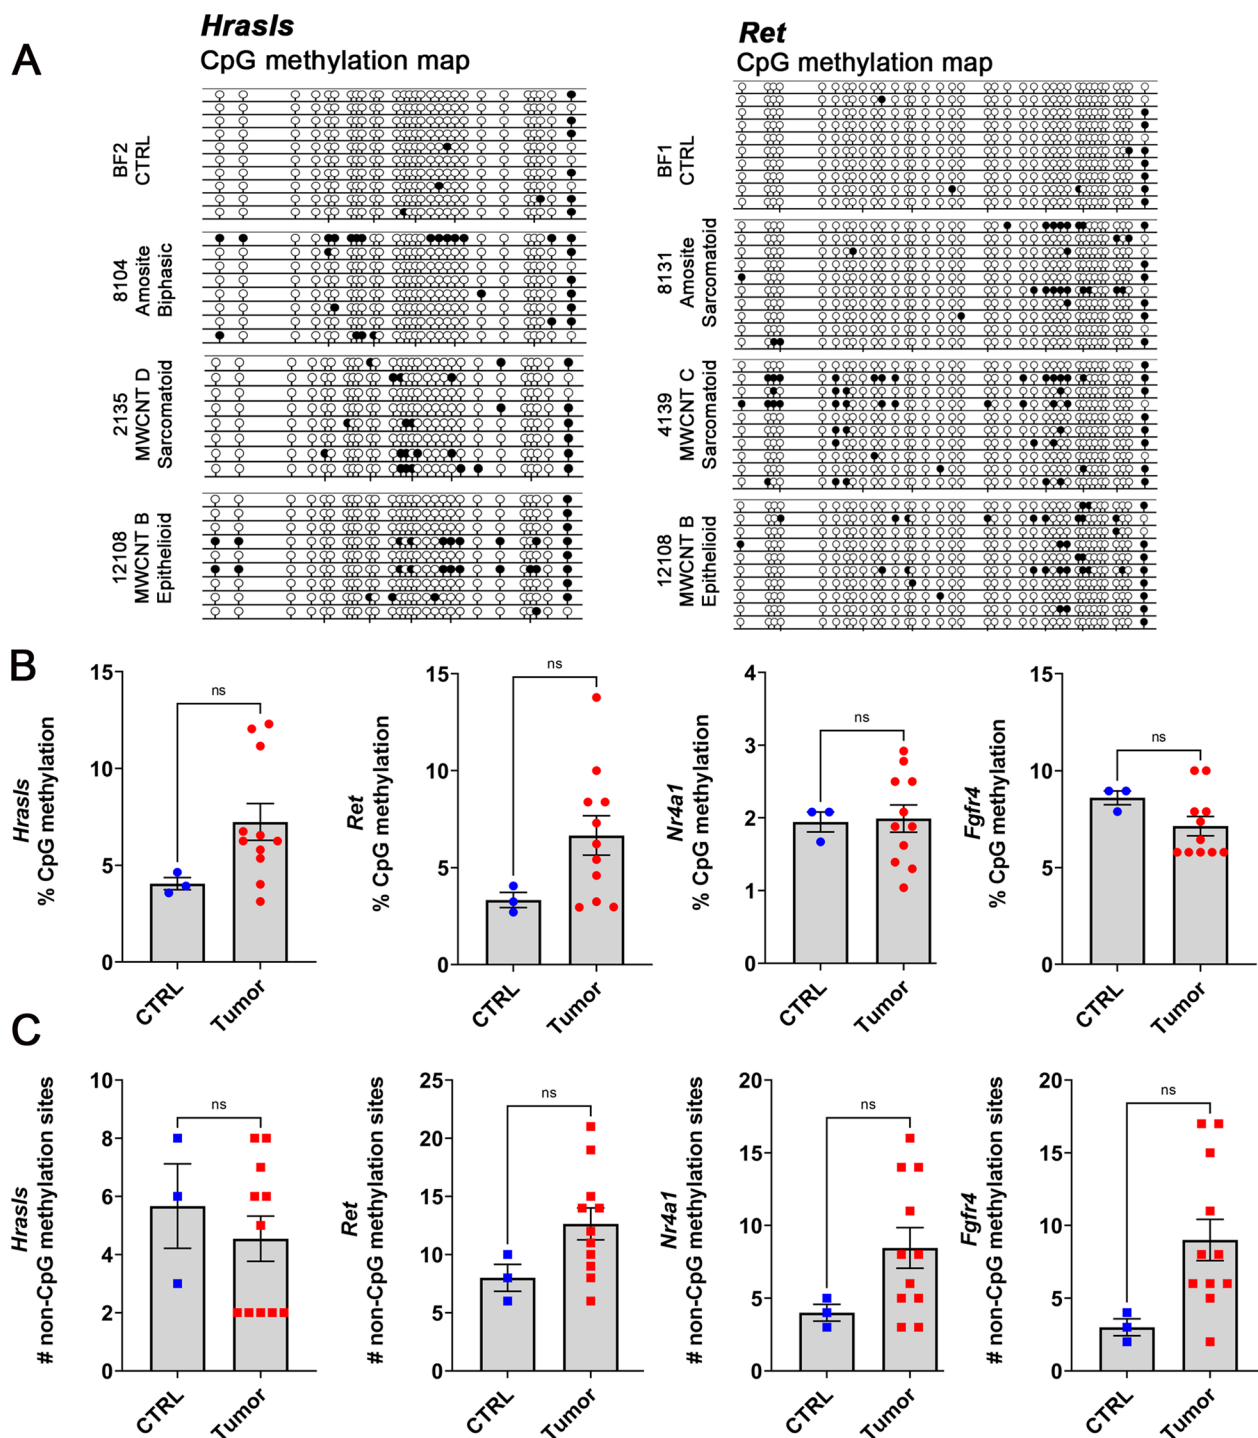 A
Hrasls
CpG methylation map
BF2
CTRL
8104
Amosite
Biphasic
2135
MWCNT D
Sarcomatoid
12108
MWCNT B
Epithelioid
Ret
CpG methylation map
BF1
CTRL
8131
Amosite
Sarcomatoid
4139
MWCNT C
Sarcomatoid
12108
MWCNT B
Epithelioid
B
Hrasls
% CpG methylation
15
10
5
0
ns
CTRL
Tumor
Ret
% CpG methylation
15
10
5
0
ns
CTRL
Tumor
Nr4a1
% CpG methylation
4
3
2
1
0
ns
CTRL
Tumor
Fgfr4
% CpG methylation
15
10
5
0
ns
CTRL
Tumor
C
Hrasls
# non-CpG methylation sites
10
8
6
4
2
0
ns
CTRL
Tumor
Ret
# non-CpG methylation sites
25
20
15
10
5
0
ns
CTRL
Tumor
Nr4a1
# non-CpG methylation sites
20
15
10
5
0
ns
CTRL
Tumor
Fgfr4
# non-CpG methylation sites
20
15
10
5
0
ns
CTRL
Tumor